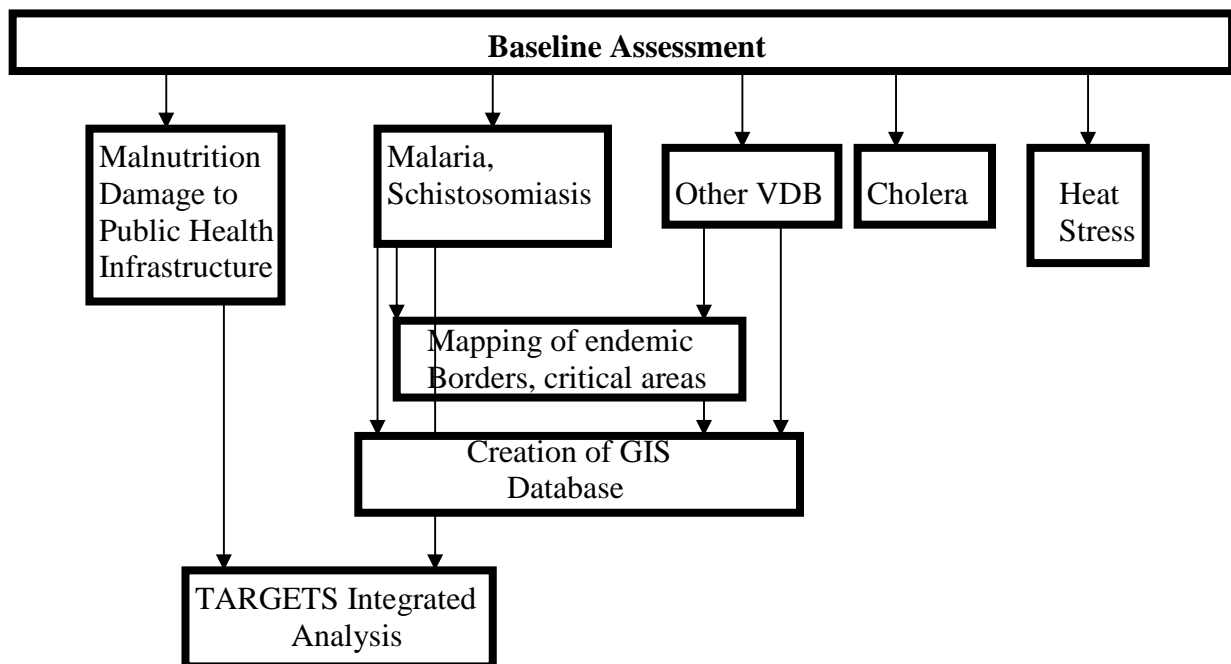 Baseline Assessment
Malnutrition
Damage to
Public Health
Infrastructure
Malaria,
Schistosomiasis
Other VDB
Cholera
Heat
Stress
Mapping of endemic
Borders, critical areas
Creation of GIS
Database
TARGETS Integrated
Analysis